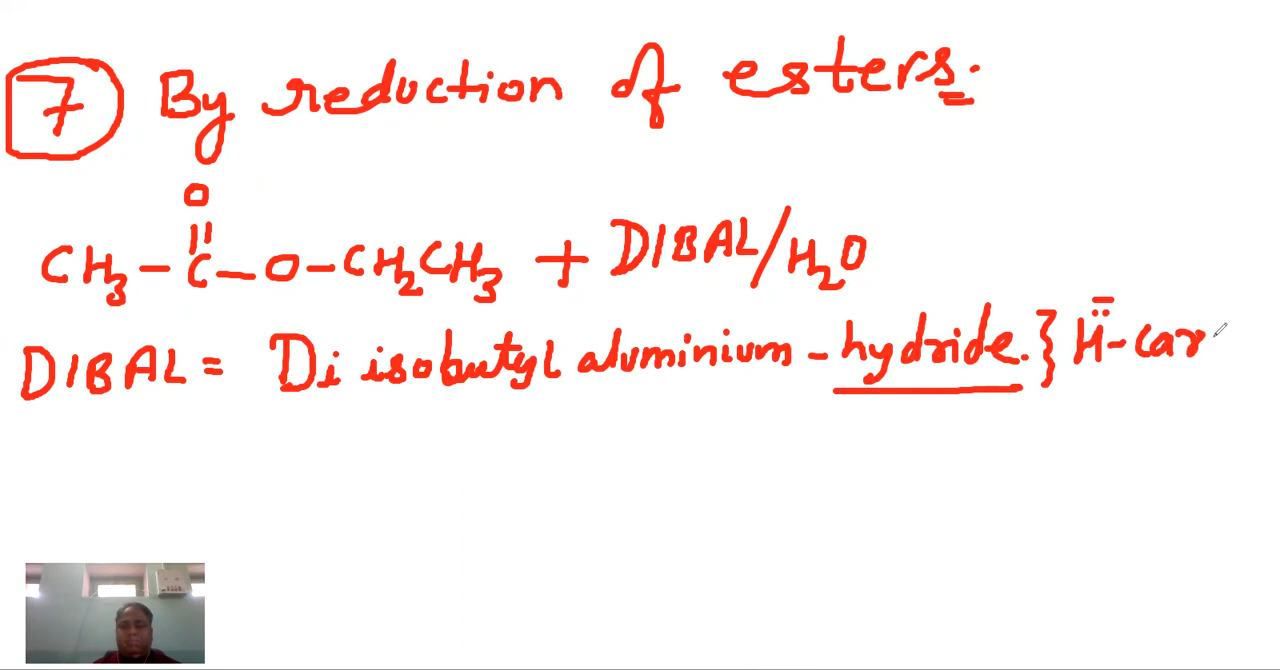 7 By reduction of esters.
O
||
CH₃ – C – O – CH₂CH₃ + DIBAL/H₂O
DIBAL = Di isobutyl aluminium - hydride. } H̄̈ - car